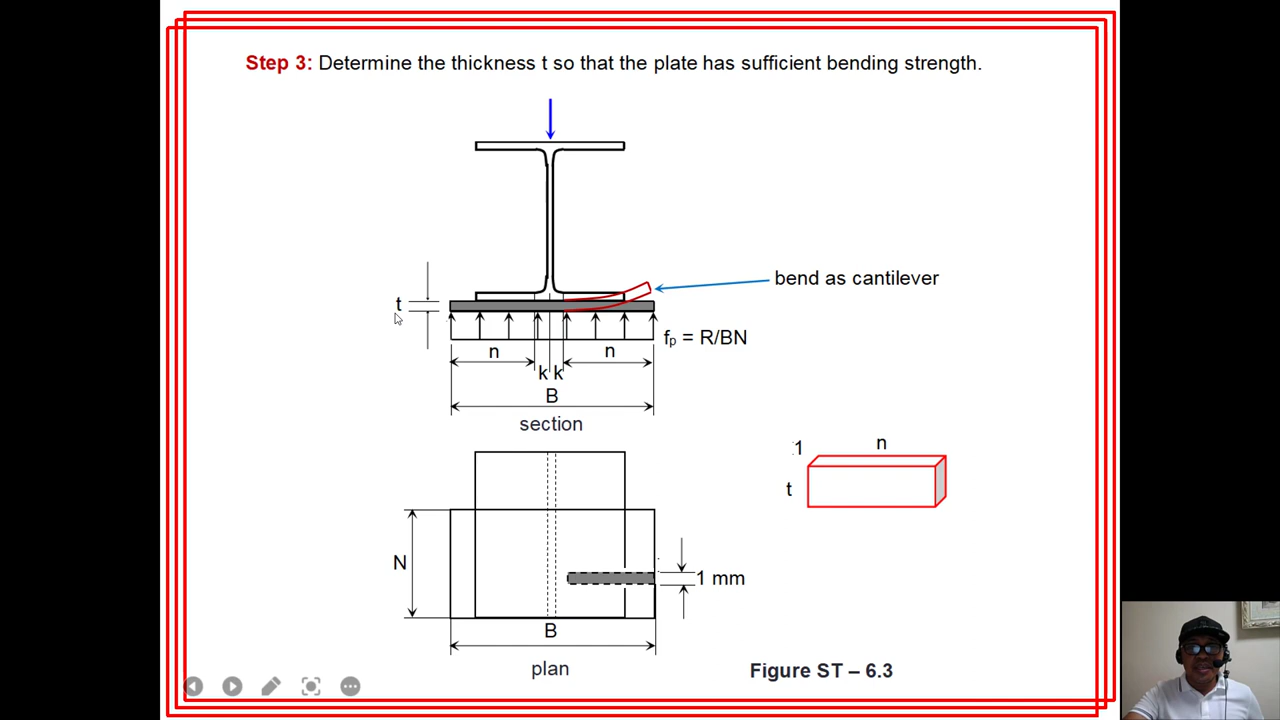 Step 3: Determine the thickness t so that the plate has sufficient bending strength.
bend as cantilever
t
fp = R/BN
n
n
k k
B
section
1
n
t
N
1 mm
B
plan
Figure ST – 6.3